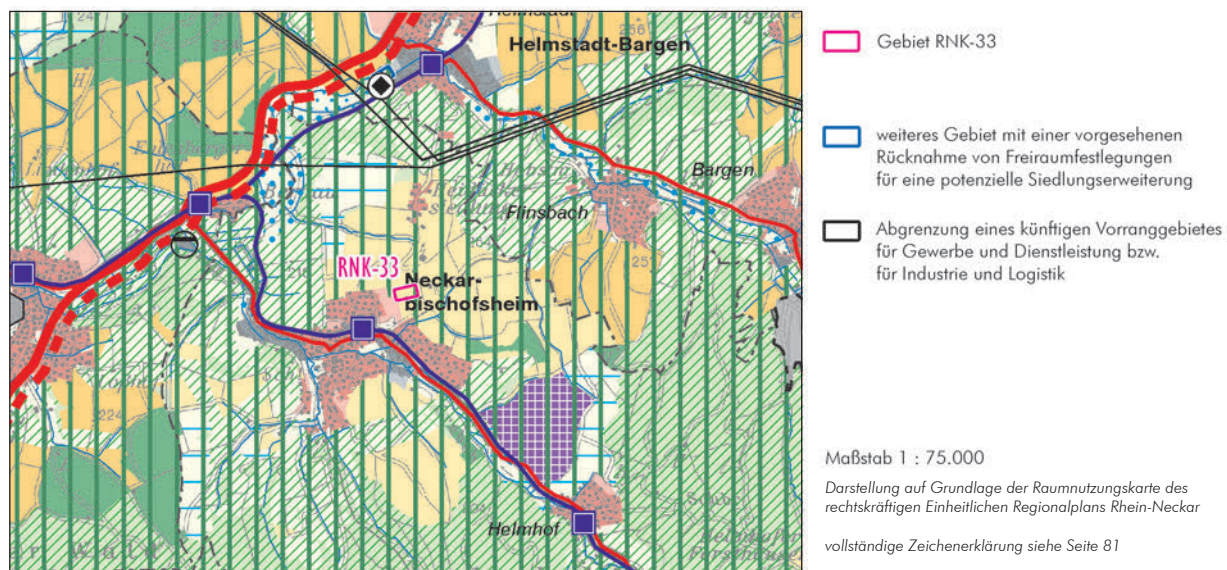 Helmstadt-Bargen
256
Bargen
Flinsbach
RNK-33
Neckar-
bischofsheim
224
Helmhof
Gebiet RNK-33
weiteres Gebiet mit einer vorgesehenen
Rücknahme von Freiraumfestlegungen
für eine potenzielle Siedlungserweiterung
Abgrenzung eines künftigen Vorranggebietes
für Gewerbe und Dienstleistung bzw.
für Industrie und Logistik
Maßstab 1 : 75.000
Darstellung auf Grundlage der Raumnutzungskarte des
rechtskräftigen Einheitlichen Regionalplans Rhein-Neckar
vollständige Zeichenerklärung siehe Seite 81